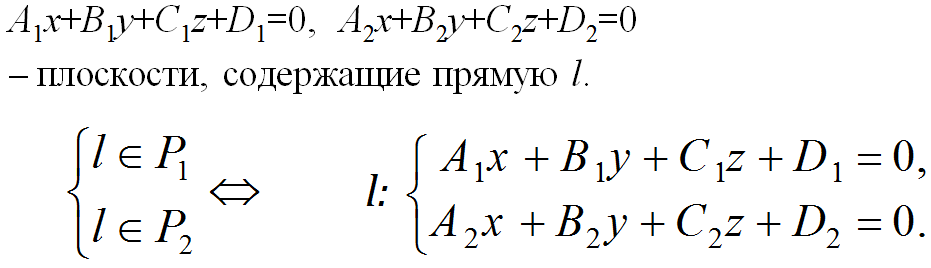 A₁x+B₁y+C₁z+D₁=0, A₂x+B₂y+C₂z+D₂=0
– плоскости, содержащие прямую l.
{ l ∈ P₁ ⇔ l: { A₁x + B₁y + C₁z + D₁ = 0,
l ∈ P₂ A₂x + B₂y + C₂z + D₂ = 0.